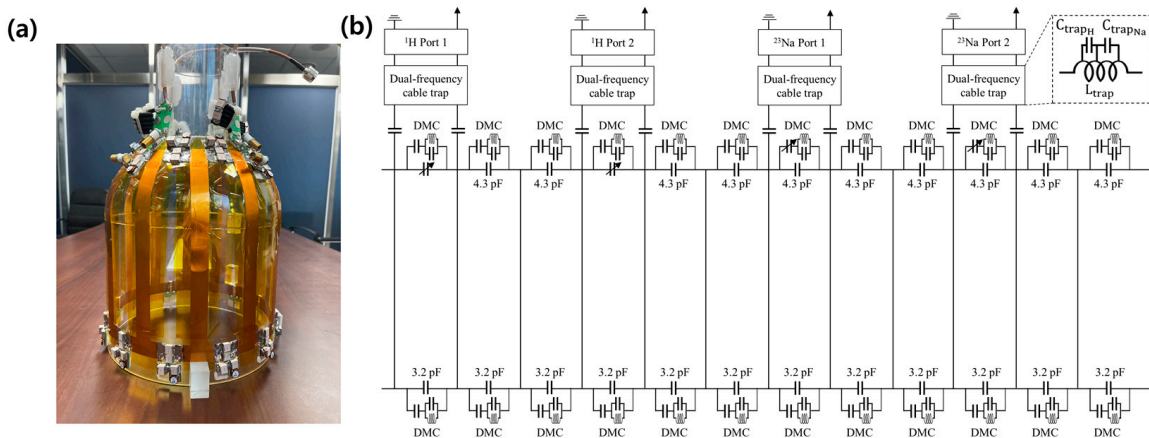 (a)
(b)
¹H Port 1
¹H Port 2
²³Na Port 1
²³Na Port 2
C_trap_H C_trap_Na
L_trap
Dual-frequency
cable trap
Dual-frequency
cable trap
Dual-frequency
cable trap
Dual-frequency
cable trap
DMC DMC DMC DMC DMC DMC DMC DMC DMC DMC DMC DMC
4.3 pF 4.3 pF 4.3 pF 4.3 pF 4.3 pF 4.3 pF 4.3 pF 4.3 pF 4.3 pF 4.3 pF
3.2 pF 3.2 pF 3.2 pF 3.2 pF 3.2 pF 3.2 pF 3.2 pF 3.2 pF 3.2 pF 3.2 pF 3.2 pF 3.2 pF
DMC DMC DMC DMC DMC DMC DMC DMC DMC DMC DMC DMC